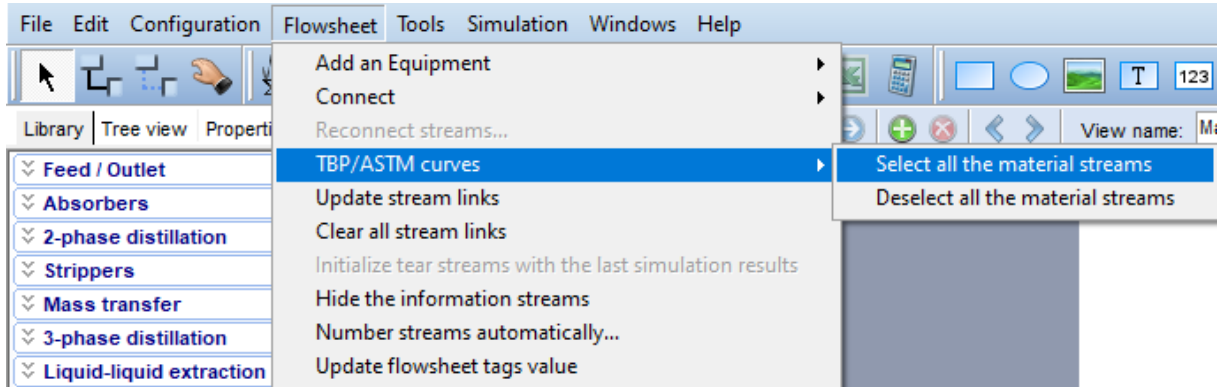 File Edit Configuration Flowsheet Tools Simulation Windows Help
T 123
Library Tree view Properti
View name: Ma
Feed / Outlet
Absorbers
2-phase distillation
Strippers
Mass transfer
3-phase distillation
Liquid-liquid extraction
Add an Equipment
Connect
Reconnect streams...
TBP/ASTM curves
Update stream links
Clear all stream links
Initialize tear streams with the last simulation results
Hide the information streams
Number streams automatically...
Update flowsheet tags value
Select all the material streams
Deselect all the material streams